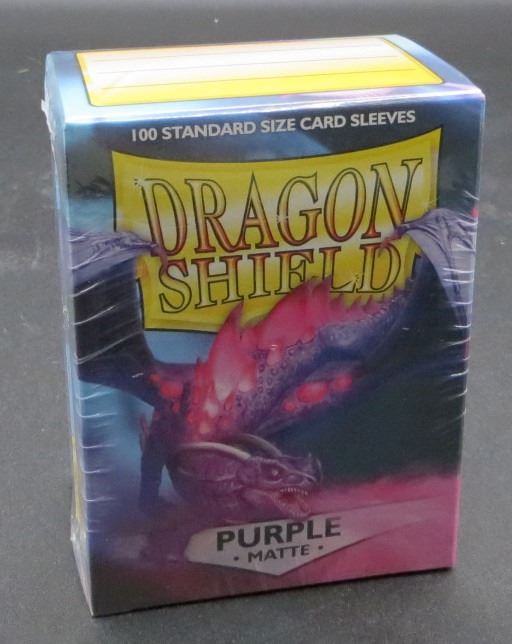 100 STANDARD SIZE CARD SLEEVES
DRAGON
SHIELD
PURPLE
• MATTE •